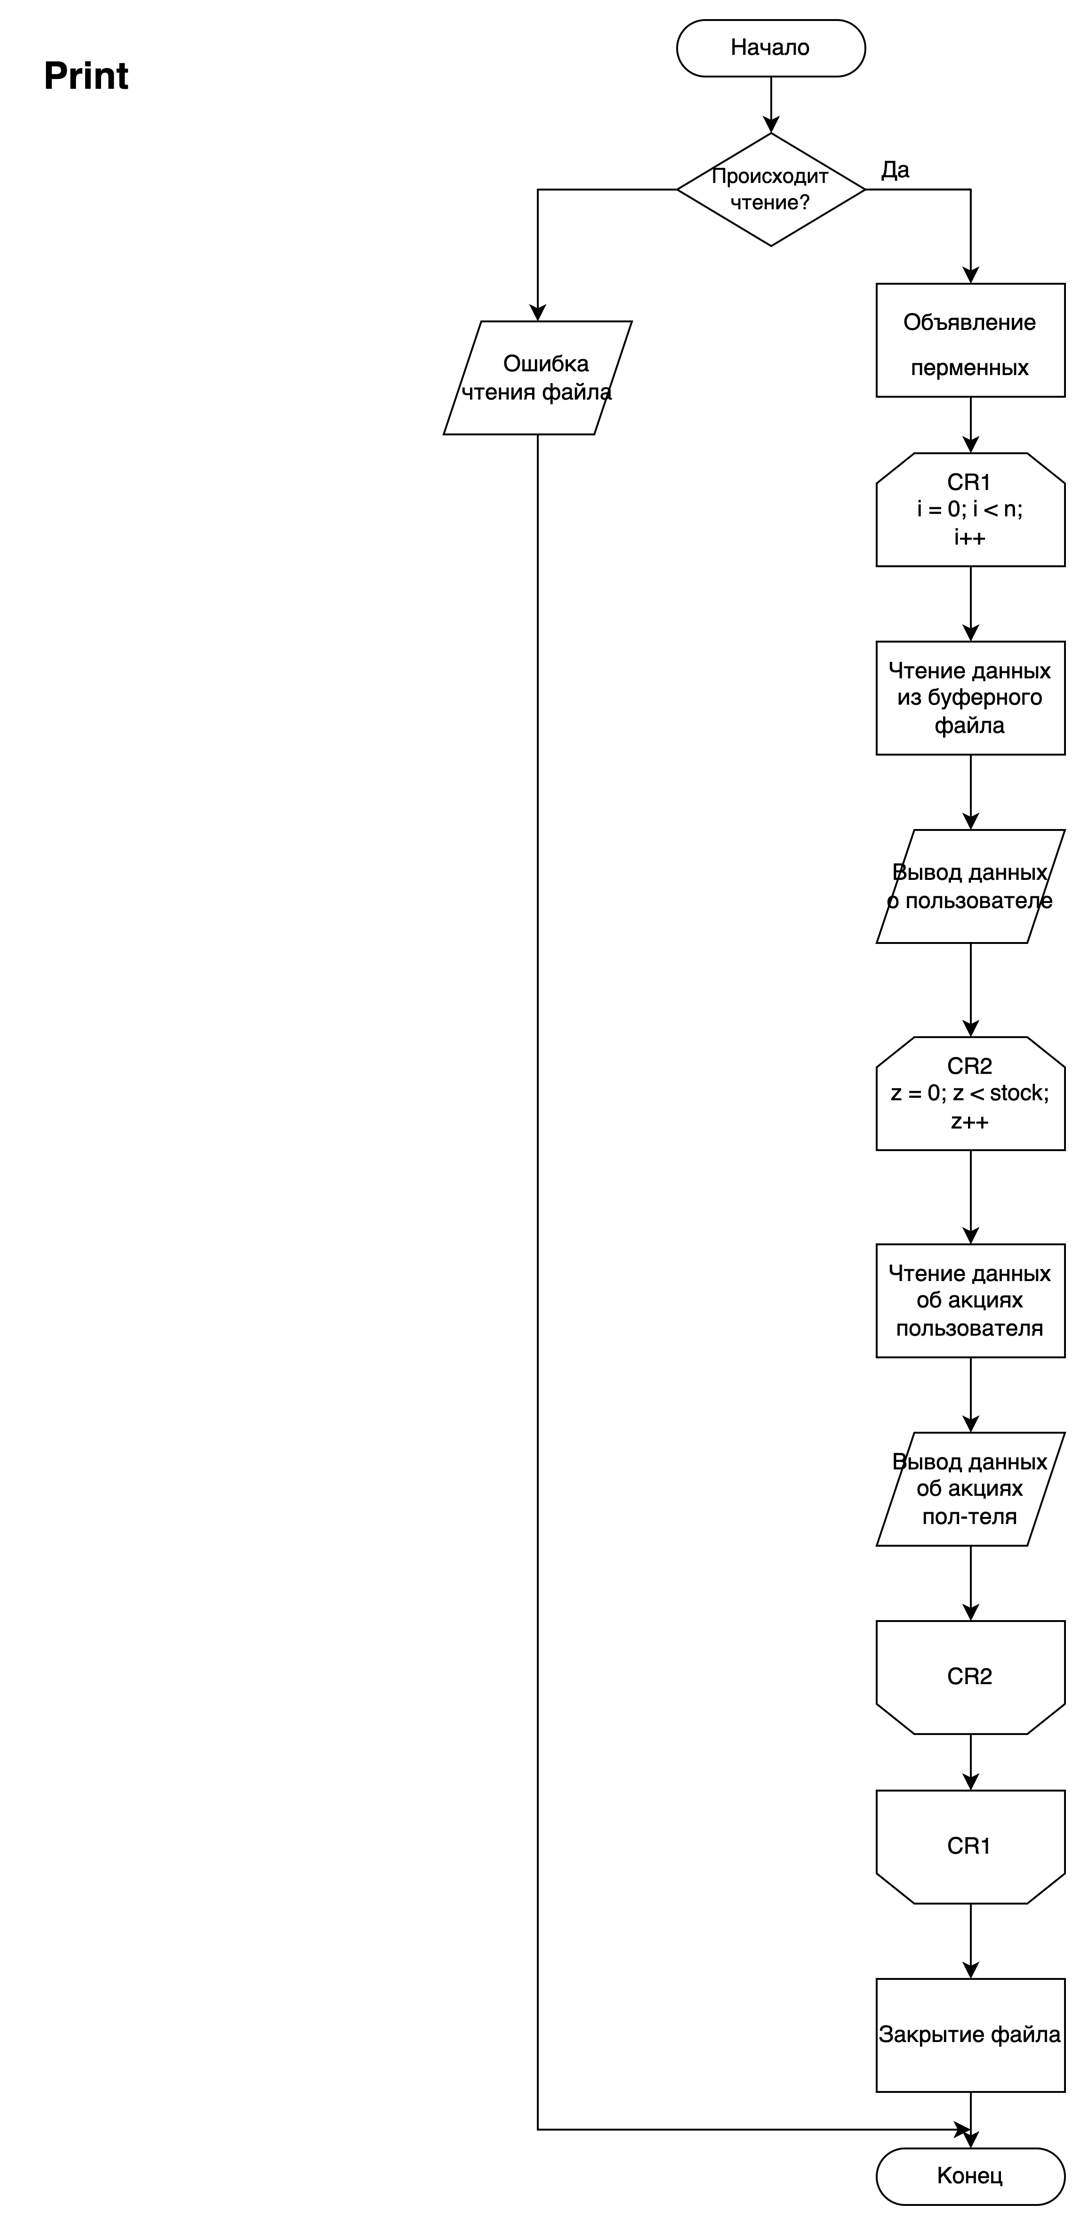 Print
Начало
Происходит
чтение?
Да
Объявление
перменных
Ошибка
чтения файла
CR1
i = 0; i < n;
i++
Чтение данных
из буферного
файла
Вывод данных
о пользователе
CR2
z = 0; z < stock;
z++
Чтение данных
об акциях
пользователя
Вывод данных
об акциях
пол-теля
CR2
CR1
Закрытие файла
Конец